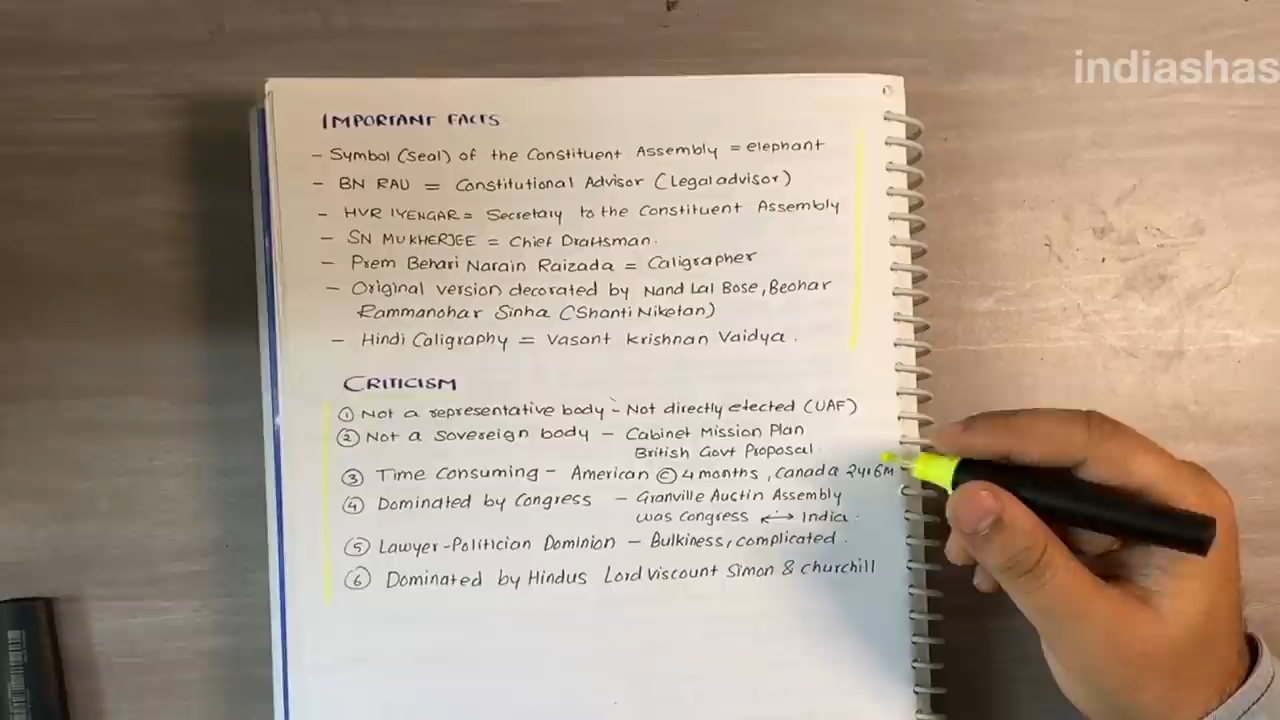 indiashas
IMPORTANT FACTS
- Symbol (seal) of the Constituent Assembly = elephant
- BN RAU = Constitutional Advisor (Legal advisor)
- HVR IYENGAR = Secretary to the Constituent Assembly
- SN MUKHERJEE = Chief Draftsman.
- Prem Behari Narain Raizada = Caligrapher
- Original version decorated by Nand Lal Bose, Beohar
Rammanohar Sinha (Shanti Niketan)
- Hindi Caligraphy = Vasant Krishnan Vaidya.
CRITICISM
① Not a representative body - Not directly elected (UAF)
② Not a sovereign body - Cabinet Mission Plan
British Govt Proposal
③ Time Consuming - American © 4 months, Canada 2y16M
④ Dominated by Congress - Granville Austin Assembly
was congress ↔ India.
⑤ Lawyer-Politician Dominion - Bulkiness, complicated.
⑥ Dominated by Hindus Lord Viscount Simon & churchill